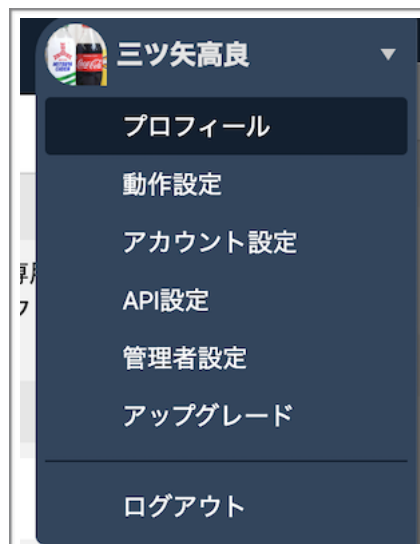 三ツ矢高良
プロフィール
動作設定
アカウント設定
API設定
管理者設定
アップグレード
ログアウト